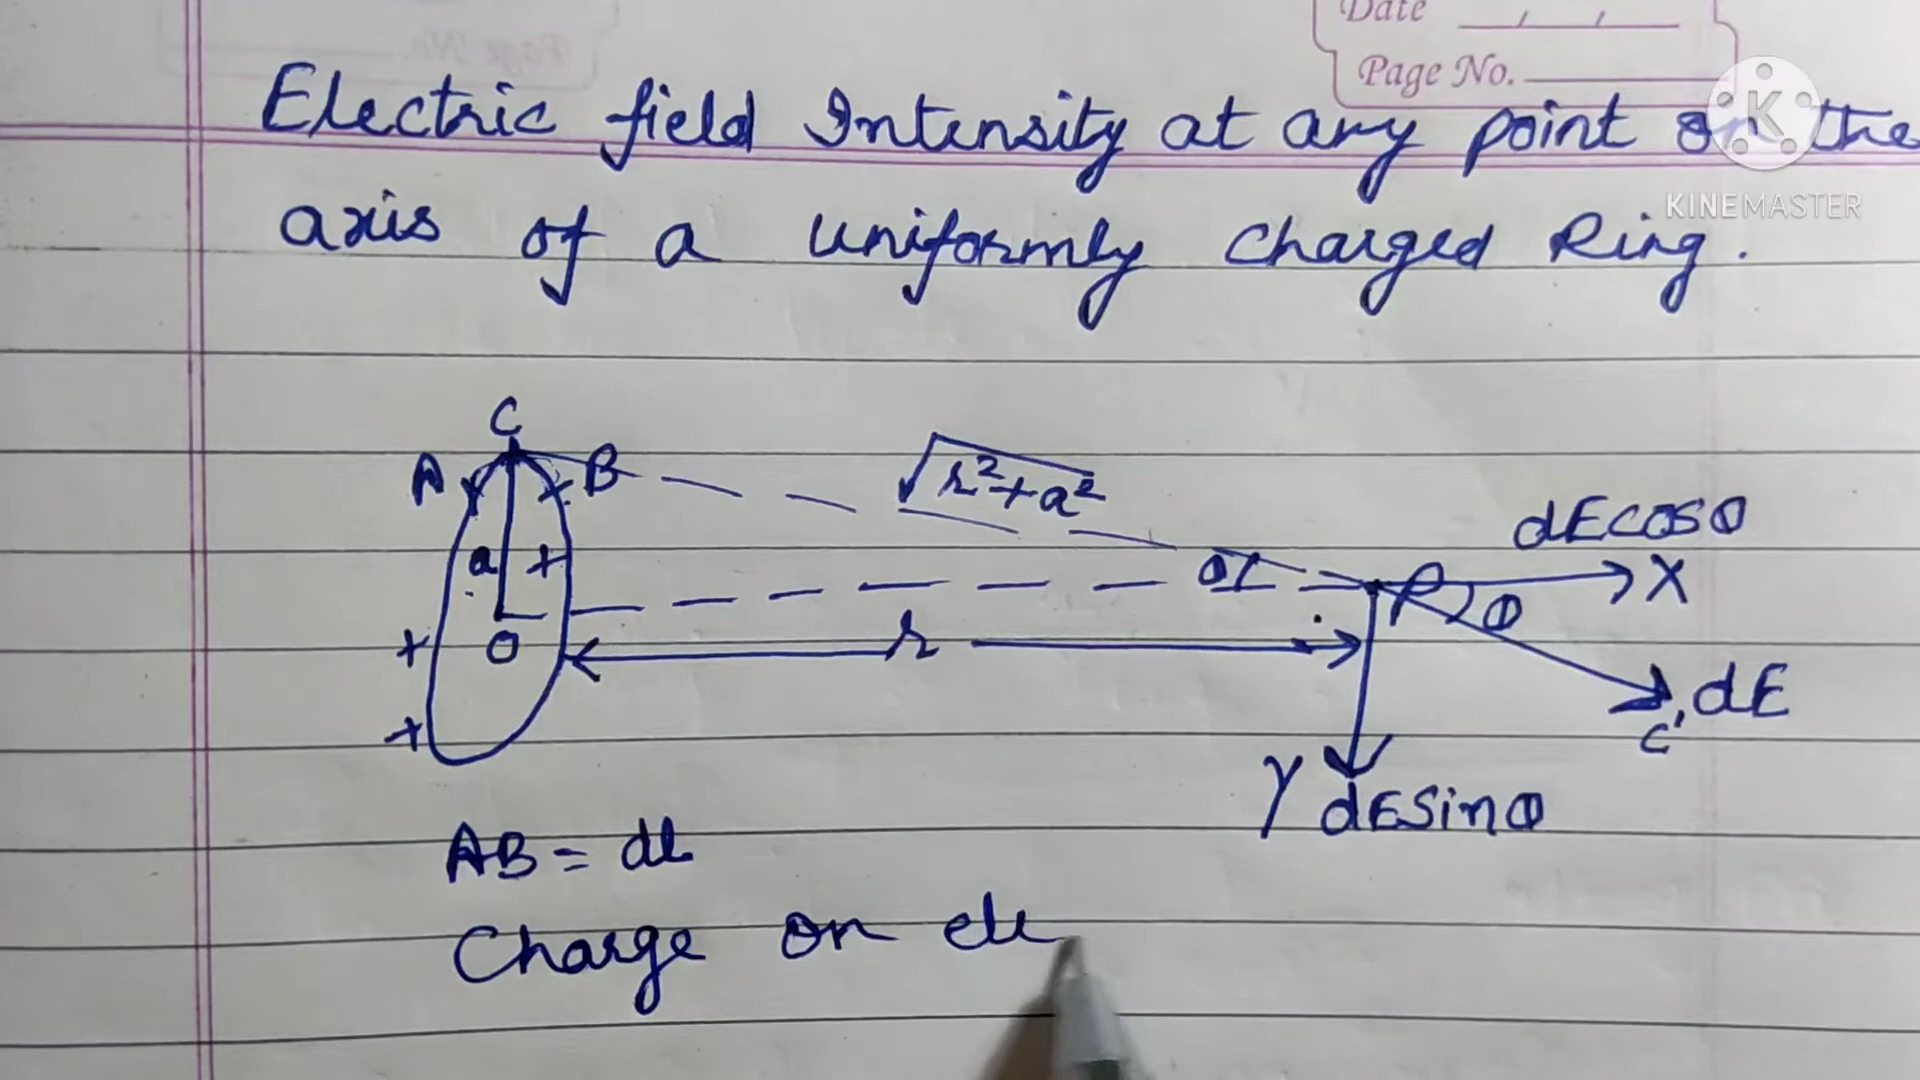 Date / /
Page No.
KINEMASTER
Electric field Intensity at any point on the
axis of a uniformly charged Ring.
C
A B √r²+a²
dEcosθ
a + θ P X
θ
+ O r
dE
+ C'
Y dEsinθ
AB = dl
Charge on ele